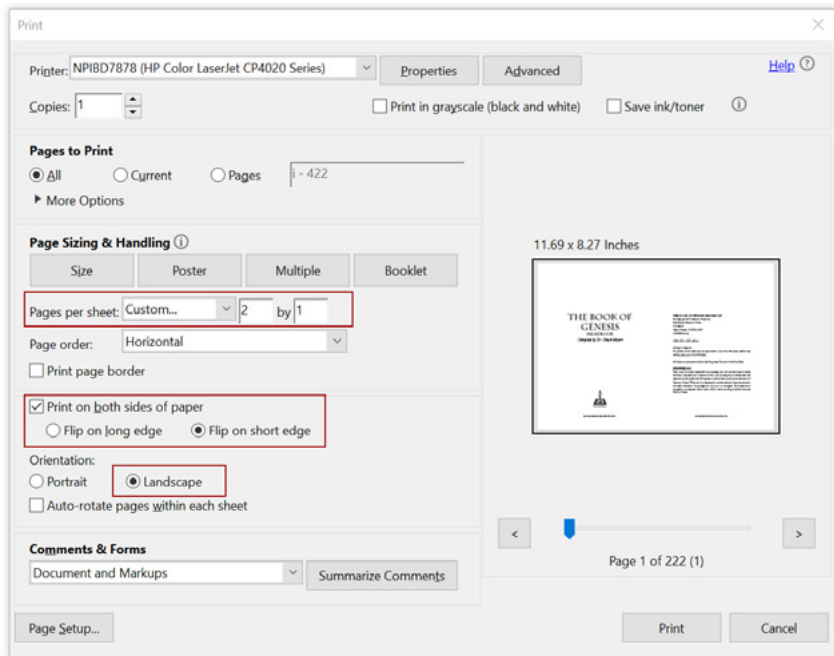 Print
Printer: NPIBD7878 (HP Color LaserJet CP4020 Series) Properties Advanced Help
Copies: 1 Print in grayscale (black and white) Save ink/toner
Pages to Print
All Current Pages i - 422
More Options
Page Sizing & Handling
Size Poster Multiple Booklet
Pages per sheet: Custom... 2 by 1
Page order: Horizontal
Print page border
Print on both sides of paper
Flip on long edge Flip on short edge
Orientation:
Portrait Landscape
Auto-rotate pages within each sheet
Comments & Forms
Document and Markups Summarize Comments
Page Setup...
11.69 x 8.27 Inches
THE BOOK OF
GENESIS
HANDBOOK
< >
Page 1 of 222 (1)
Print Cancel